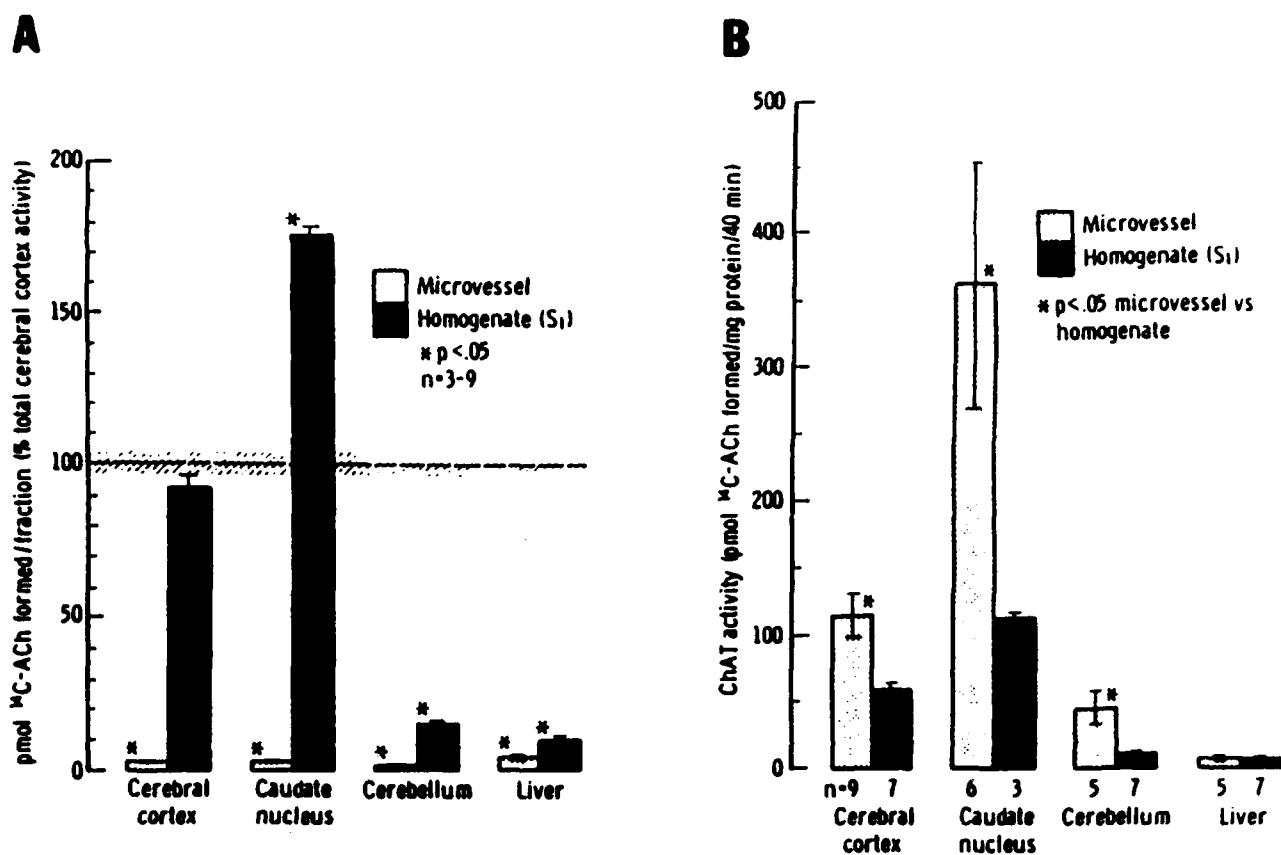 A
pmol ¹⁴C-ACh formed/fraction (% total cerebral cortex activity)
200
150
100
50
0
*
*
*
*
*
*
*
Microvessel
Homogenate (S₁)
* p <.05
n=3-9
Cerebral
cortex
Caudate
nucleus
Cerebellum
Liver
B
ChAT activity (pmol ¹⁴C-ACh formed/mg protein/40 min)
500
400
300
200
100
0
*
*
*
Microvessel
Homogenate (S₁)
* p<.05 microvessel vs
homogenate
n=9 7 6 3 5 7 5 7
Cerebral
cortex
Caudate
nucleus
Cerebellum
Liver